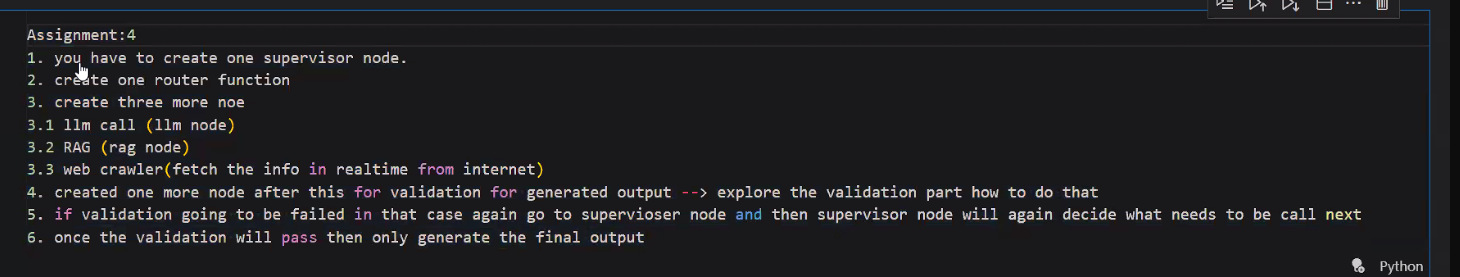 Assignment:4
1. you have to create one supervisor node.
2. create one router function
3. create three more noe
3.1 llm call (llm node)
3.2 RAG (rag node)
3.3 web crawler(fetch the info in realtime from internet)
4. created one more node after this for validation for generated output --> explore the validation part how to do that
5. if validation going to be failed in that case again go to supervioser node and then supervisor node will again decide what needs to be call next
6. once the validation will pass then only generate the final output
Python